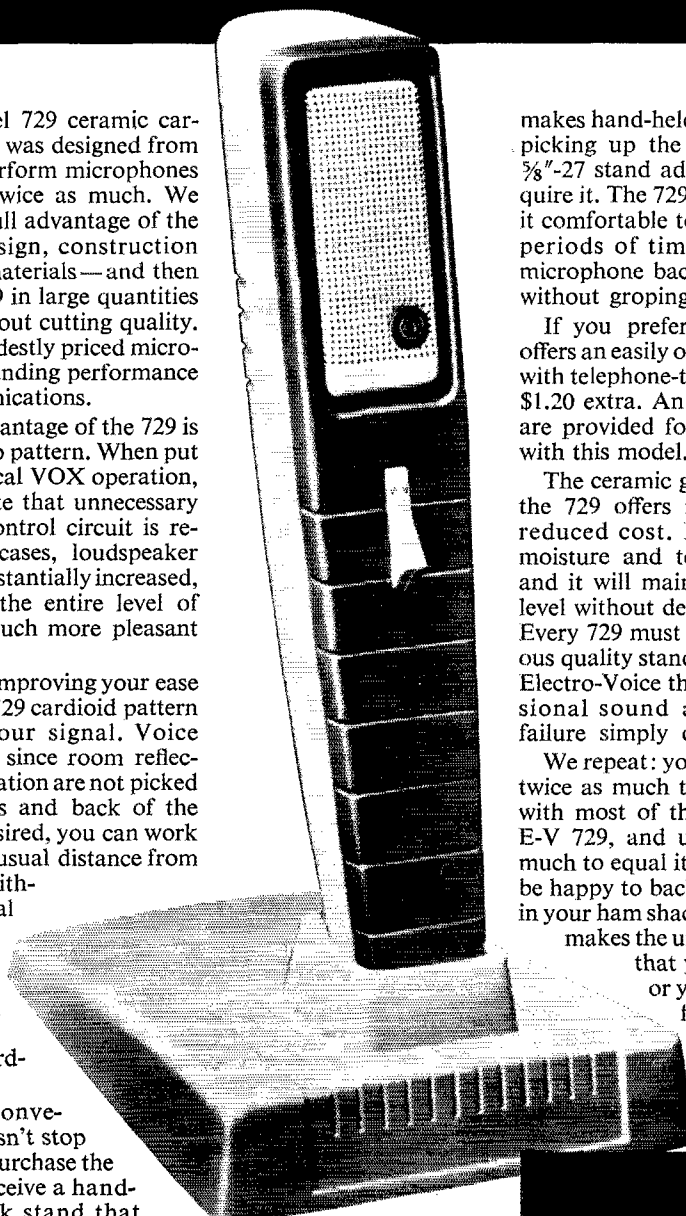 el 729 ceramic car-
was designed from
rform microphones
wice as much. We
ull advantage of the
sign, construction
naterials—and then
in large quantities
out cutting quality.
destly priced micro-
nding performance
nications.
antage of the 729 is
o pattern. When put
cal VOX operation,
te that unnecessary
ontrol circuit is re-
cases, loudspeaker
stantially increased,
the entire level of
uch more pleasant
mproving your ease
29 cardioid pattern
our signal. Voice
since room reflec-
ation are not picked
s and back of the
sired, you can work
usual distance from
ith-
al
rd-
onve-
sn't stop
urchase the
ceive a hand-
k stand that
makes hand-held
picking up the
⅝"-27 stand ad
quire it. The 729
it comfortable to
periods of tim
microphone bac
without groping
If you prefer
offers an easily o
with telephone-t
$1.20 extra. An
are provided fo
with this model.
The ceramic g
the 729 offers
reduced cost.
moisture and te
and it will main
level without de
Every 729 must
ous quality stand
Electro-Voice th
sional sound a
failure simply c
We repeat: yo
twice as much t
with most of th
E-V 729, and u
much to equal it
be happy to back
in your ham shac
makes the u
that y
or y
f